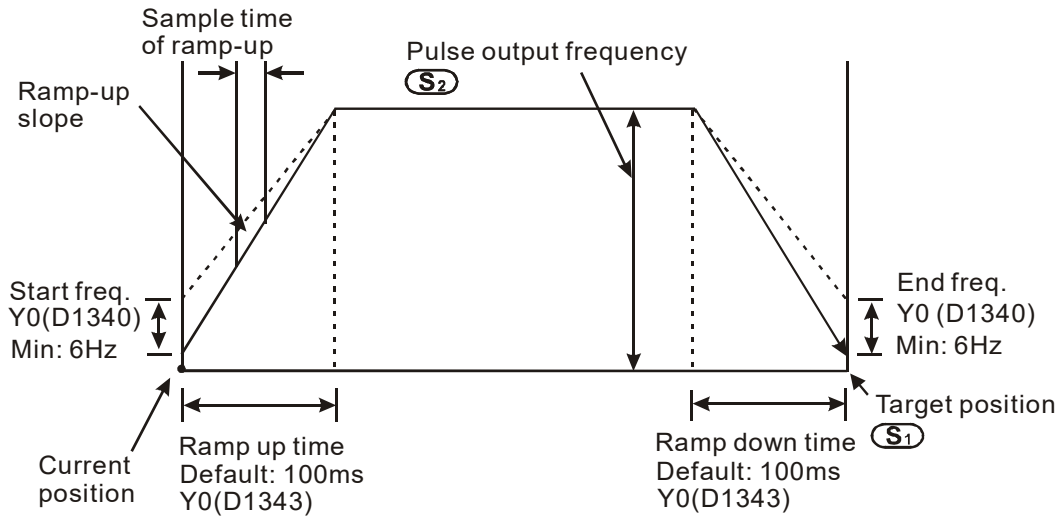 Sample time
of ramp-up
Pulse output frequency
S2
Ramp-up
slope
Start freq.
Y0(D1340)
Min: 6Hz
End freq.
Y0 (D1340)
Min: 6Hz
Target position
S1
Ramp up time
Default: 100ms
Y0(D1343)
Ramp down time
Default: 100ms
Y0(D1343)
Current
position